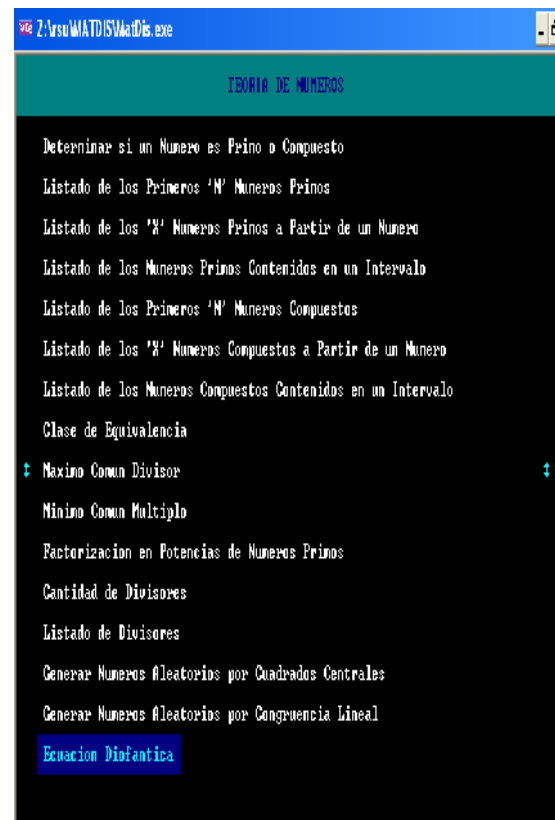 Z:\rsu\MATDIS\MatDis.exe
TEORIA DE NUMEROS
Determinar si un Numero es Primo o Compuesto
Listado de los Primeros 'N' Numeros Primos
Listado de los 'X' Numeros Primos a Partir de un Numero
Listado de los Numeros Primos Contenidos en un Intervalo
Listado de los Primeros 'N' Numeros Compuestos
Listado de los 'X' Numeros Compuestos a Partir de un Numero
Listado de los Numeros Compuestos Contenidos en un Intervalo
Clase de Equivalencia
Maximo Comun Divisor
Minimo Comun Multiplo
Factorizacion en Potencias de Numeros Primos
Cantidad de Divisores
Listado de Divisores
Generar Numeros Aleatorios por Cuadrados Centrales
Generar Numeros Aleatorios por Congruencia Lineal
Ecuacion Diofantica